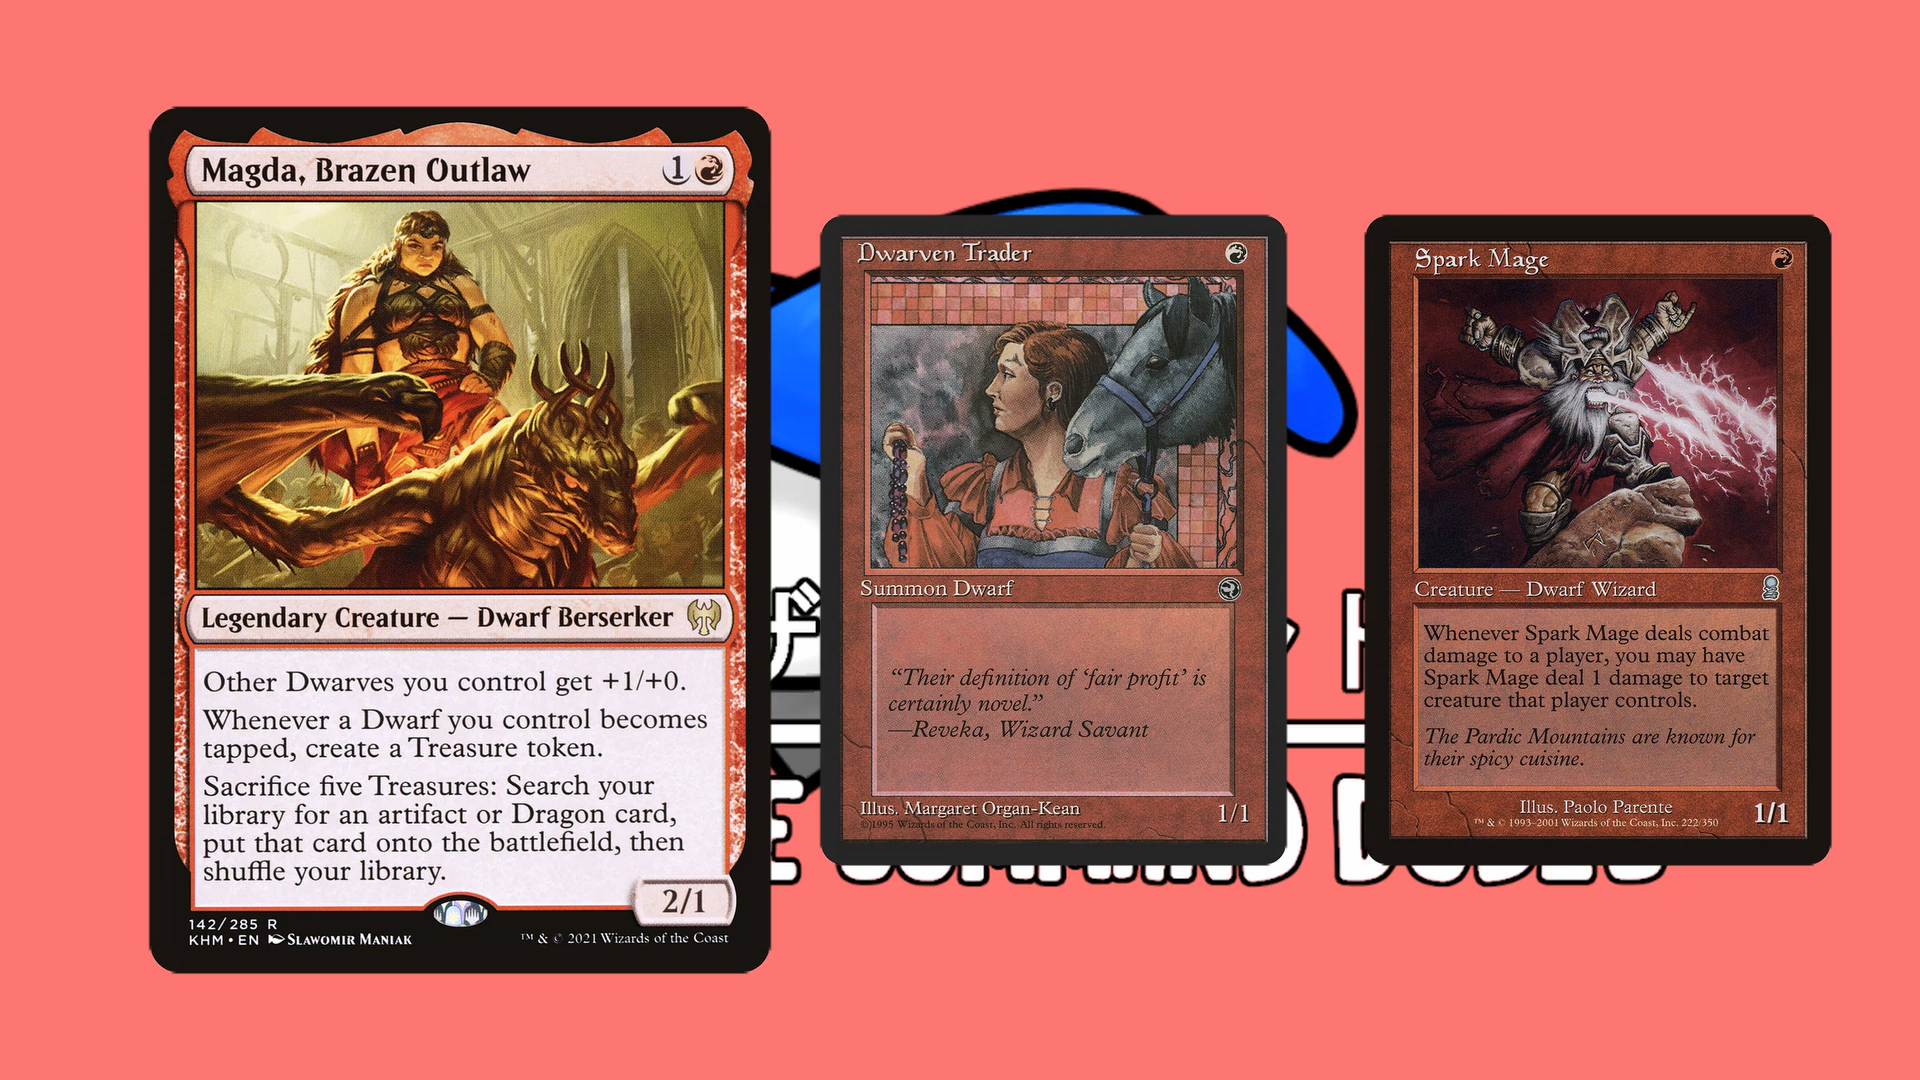 Magda, Brazen Outlaw 1
Legendary Creature — Dwarf Berserker
Other Dwarves you control get +1/+0.
Whenever a Dwarf you control becomes
tapped, create a Treasure token.
Sacrifice five Treasures: Search your
library for an artifact or Dragon card,
put that card onto the battlefield, then
shuffle your library.
2/1
142/285 R
KHM • EN SLAWOMIR MANIAK
™ & © 2021 Wizards of the Coast
Dwarven Trader
Summon Dwarf
“Their definition of ‘fair profit’ is
certainly novel.”
—Reveka, Wizard Savant
Illus. Margaret Organ-Kean
1/1
©1995 Wizards of the Coast, Inc. All rights reserved.
Spark Mage
Creature — Dwarf Wizard
Whenever Spark Mage deals combat
damage to a player, you may have
Spark Mage deal 1 damage to target
creature that player controls.
The Pardic Mountains are known for
their spicy cuisine.
Illus. Paolo Parente
™ & © 1993–2001 Wizards of the Coast, Inc. 222/350
1/1